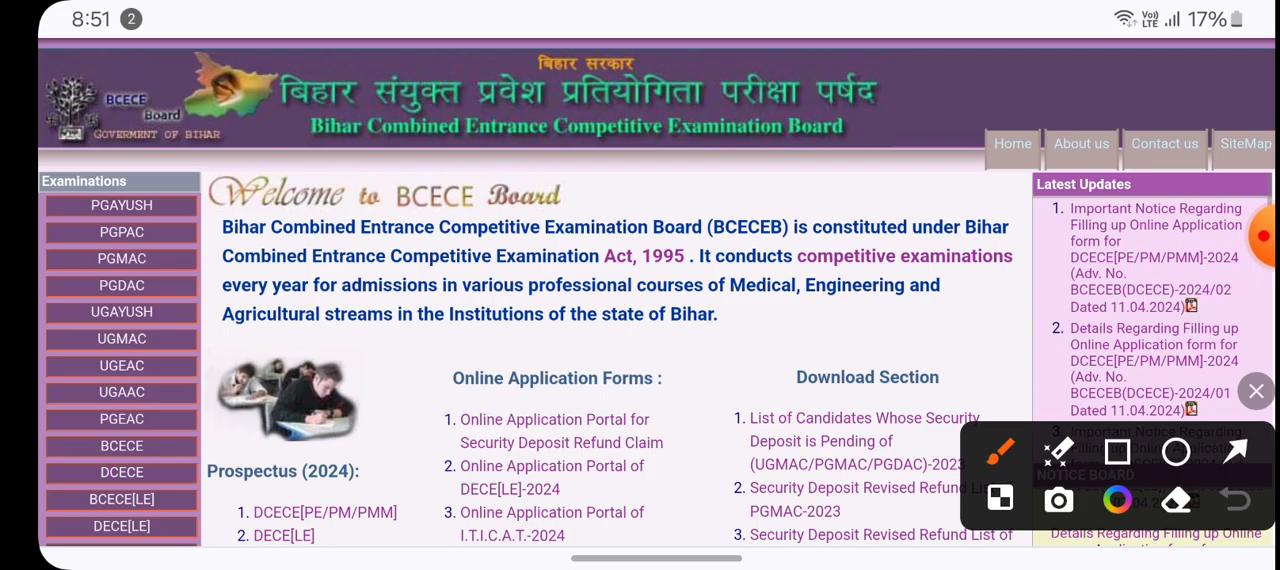 8:51 2 Vo) LTE 17%
बिहार सरकार
बिहार संयुक्त प्रवेश प्रतियोगिता परीक्षा पर्षद
Bihar Combined Entrance Competitive Examination Board
BCECE
Board
GOVERMENT OF BIHAR
Home About us Contact us SiteMap
Examinations
PGAYUSH
PGPAC
PGMAC
PGDAC
UGAYUSH
UGMAC
UGEAC
UGAAC
PGEAC
BCECE
DCECE
BCECE[LE]
DECE[LE]
Welcome to BCECE Board
Bihar Combined Entrance Competitive Examination Board (BCECEB) is constituted under Bihar
Combined Entrance Competitive Examination Act, 1995 . It conducts competitive examinations
every year for admissions in various professional courses of Medical, Engineering and
Agricultural streams in the Institutions of the state of Bihar.
Prospectus (2024):
1. DCECE[PE/PM/PMM]
2. DECE[LE]
Online Application Forms :
1. Online Application Portal for
Security Deposit Refund Claim
2. Online Application Portal of
DECE[LE]-2024
3. Online Application Portal of
I.T.I.C.A.T.-2024
Download Section
1. List of Candidates Whose Security
Deposit is Pending of
(UGMAC/PGMAC/PGDAC)-2023
2. Security Deposit Revised Refund List of
PGMAC-2023
3. Security Deposit Revised Refund List of
Latest Updates
1. Important Notice Regarding
Filling up Online Application
form for
DCECE[PE/PM/PMM]-2024
(Adv. No.
BCECEB(DCECE)-2024/02
Dated 11.04.2024)
2. Details Regarding Filling up
Online Application form for
DCECE[PE/PM/PMM]-2024
(Adv. No.
BCECEB(DCECE)-2024/01
Dated 11.04.2024)
3. Important Notice Regarding
NOTICE BOARD
Details Regarding Filling up Online